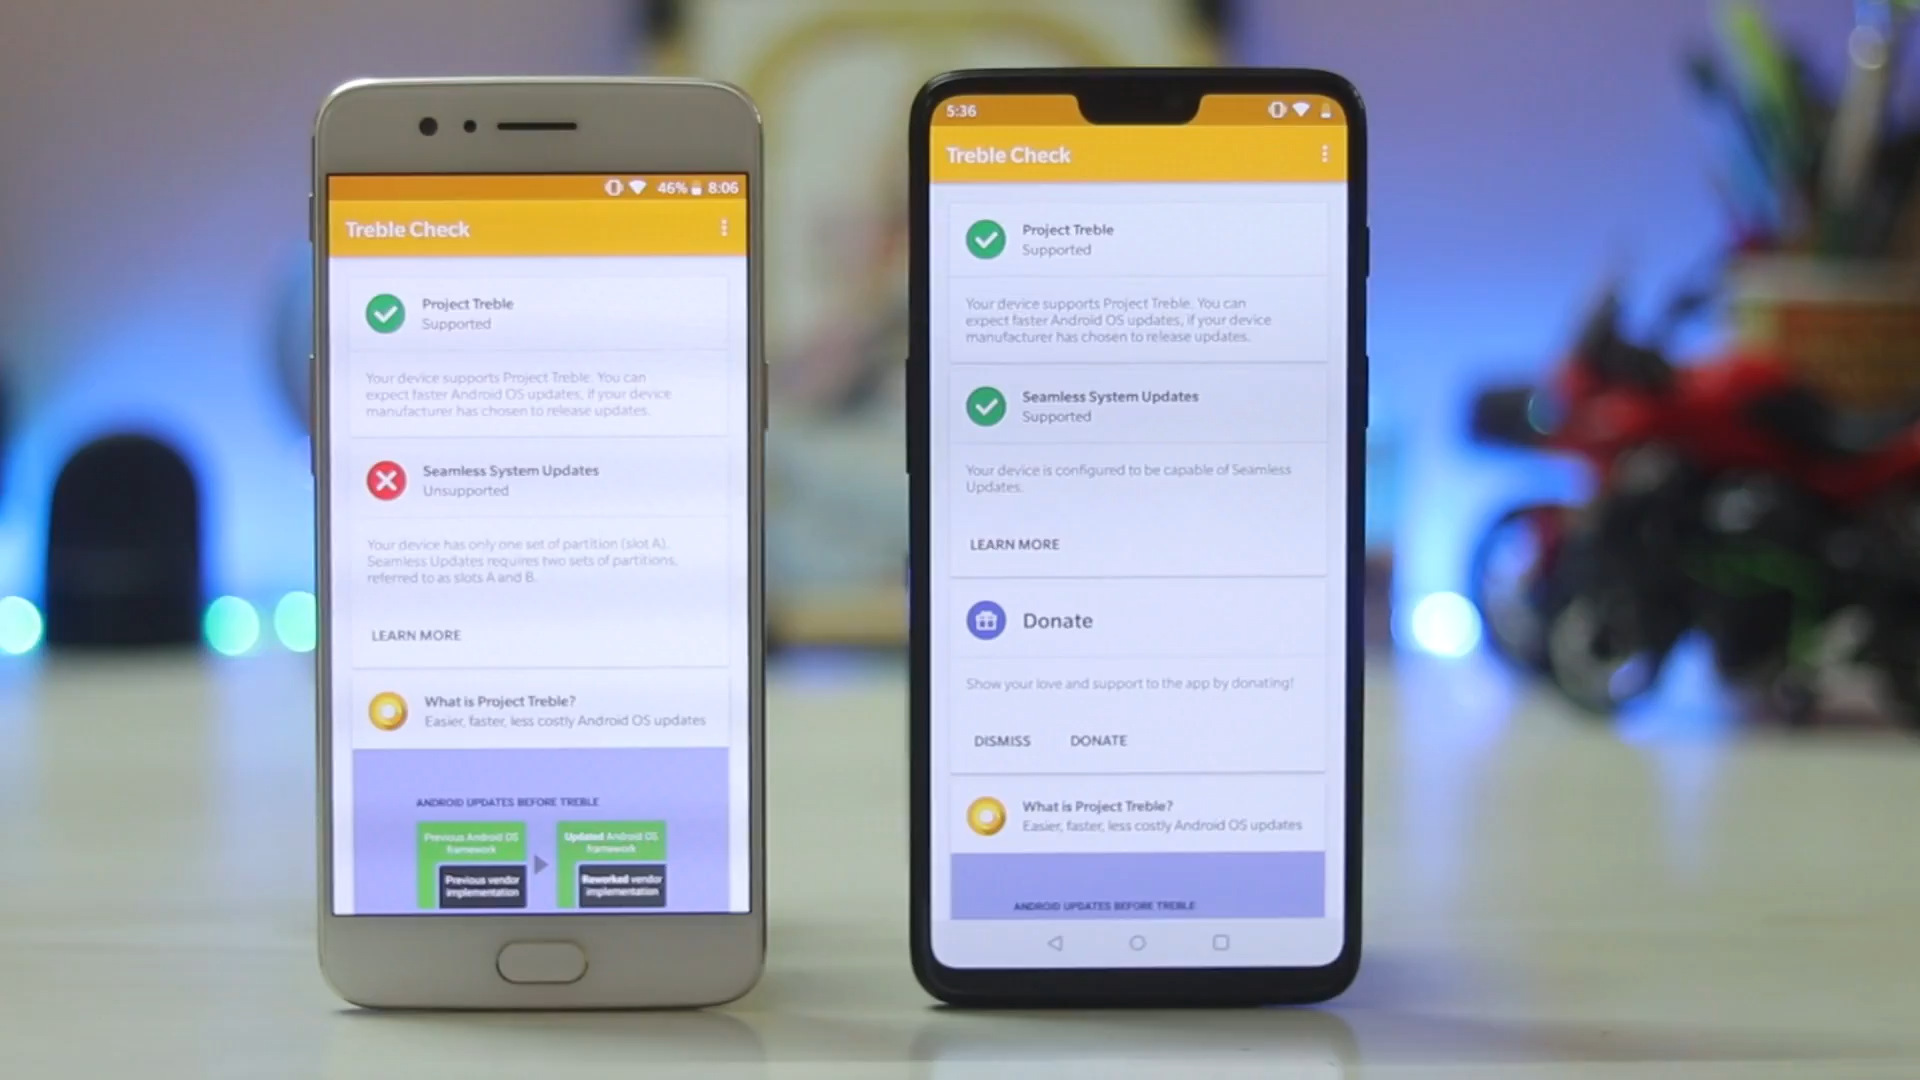 46% 8:06
Treble Check
Project Treble
Supported
Your device supports Project Treble. You can
expect faster Android OS updates, if your device
manufacturer has chosen to release updates.
Seamless System Updates
Unsupported
Your device has only one set of partition (slot A),
Seamless Updates requires two sets of partitions,
referred to as slots A and B.
LEARN MORE
What is Project Treble?
Easier, faster, less costly Android OS updates
ANDROID UPDATES BEFORE TREBLE
Previous Android OS
framework
Previous vendor
implementation
Updated Android OS
framework
Reworked vendor
implementation
5:36
Treble Check
Project Treble
Supported
Your device supports Project Treble. You can
expect faster Android OS updates, if your device
manufacturer has chosen to release updates.
Seamless System Updates
Supported
Your device is configured to be capable of Seamless
Updates.
LEARN MORE
Donate
Show your love and support to the app by donating!
DISMISS DONATE
What is Project Treble?
Easier, faster, less costly Android OS updates
ANDROID UPDATES BEFORE TREBLE